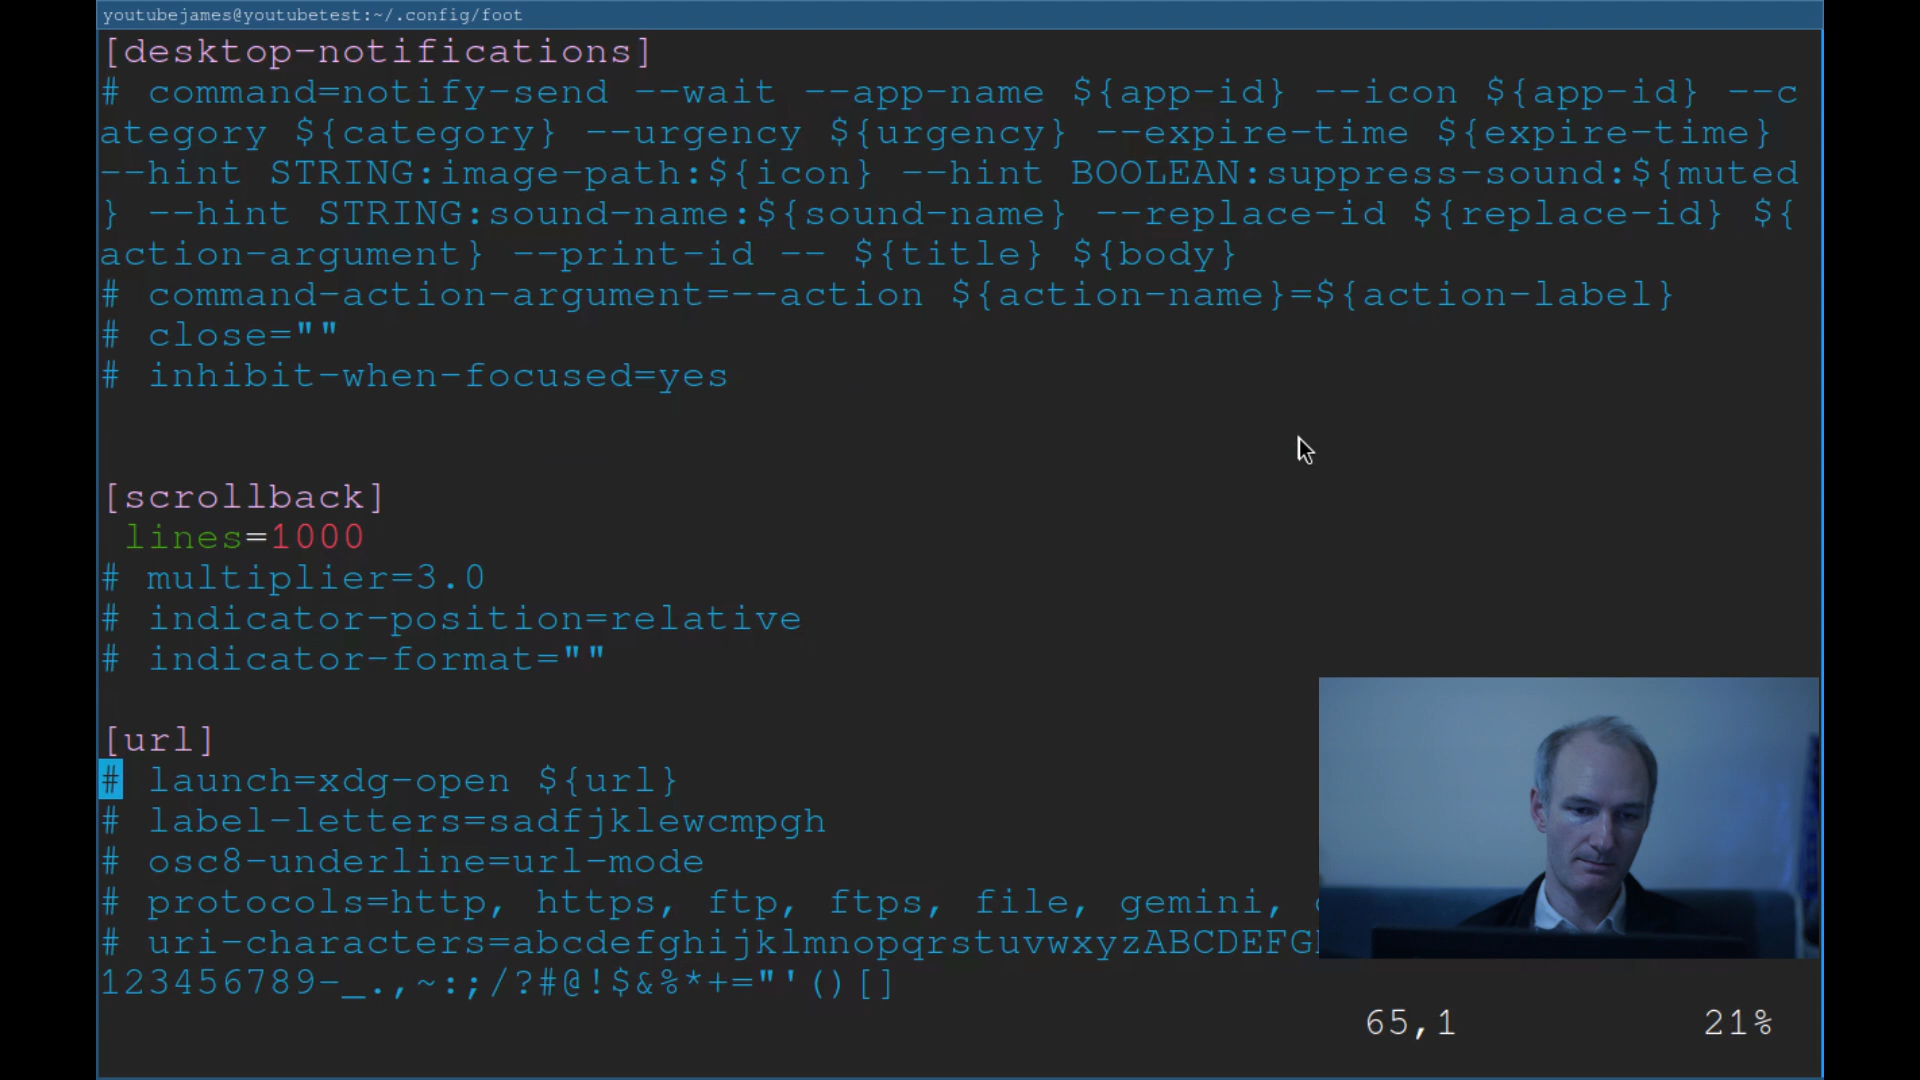 youtubejames@youtubetest:~/.config/foot
[desktop-notifications]
# command=notify-send --wait --app-name ${app-id} --icon ${app-id} --c
ategory ${category} --urgency ${urgency} --expire-time ${expire-time}
--hint STRING:image-path:${icon} --hint BOOLEAN:suppress-sound:${muted
} --hint STRING:sound-name:${sound-name} --replace-id ${replace-id} ${
action-argument} --print-id -- ${title} ${body}
# command-action-argument=--action ${action-name}=${action-label}
# close=""
# inhibit-when-focused=yes
[scrollback]
lines=1000
# multiplier=3.0
# indicator-position=relative
# indicator-format=""
[url]
# launch=xdg-open ${url}
# label-letters=sadfjklewcmpgh
# osc8-underline=url-mode
# protocols=http, https, ftp, ftps, file, gemini,
# uri-characters=abcdefghijklmnopqrstuvwxyzABCDEFG
123456789-_.,~:;/?#@!$&%*+="'()[]
65,1 21%